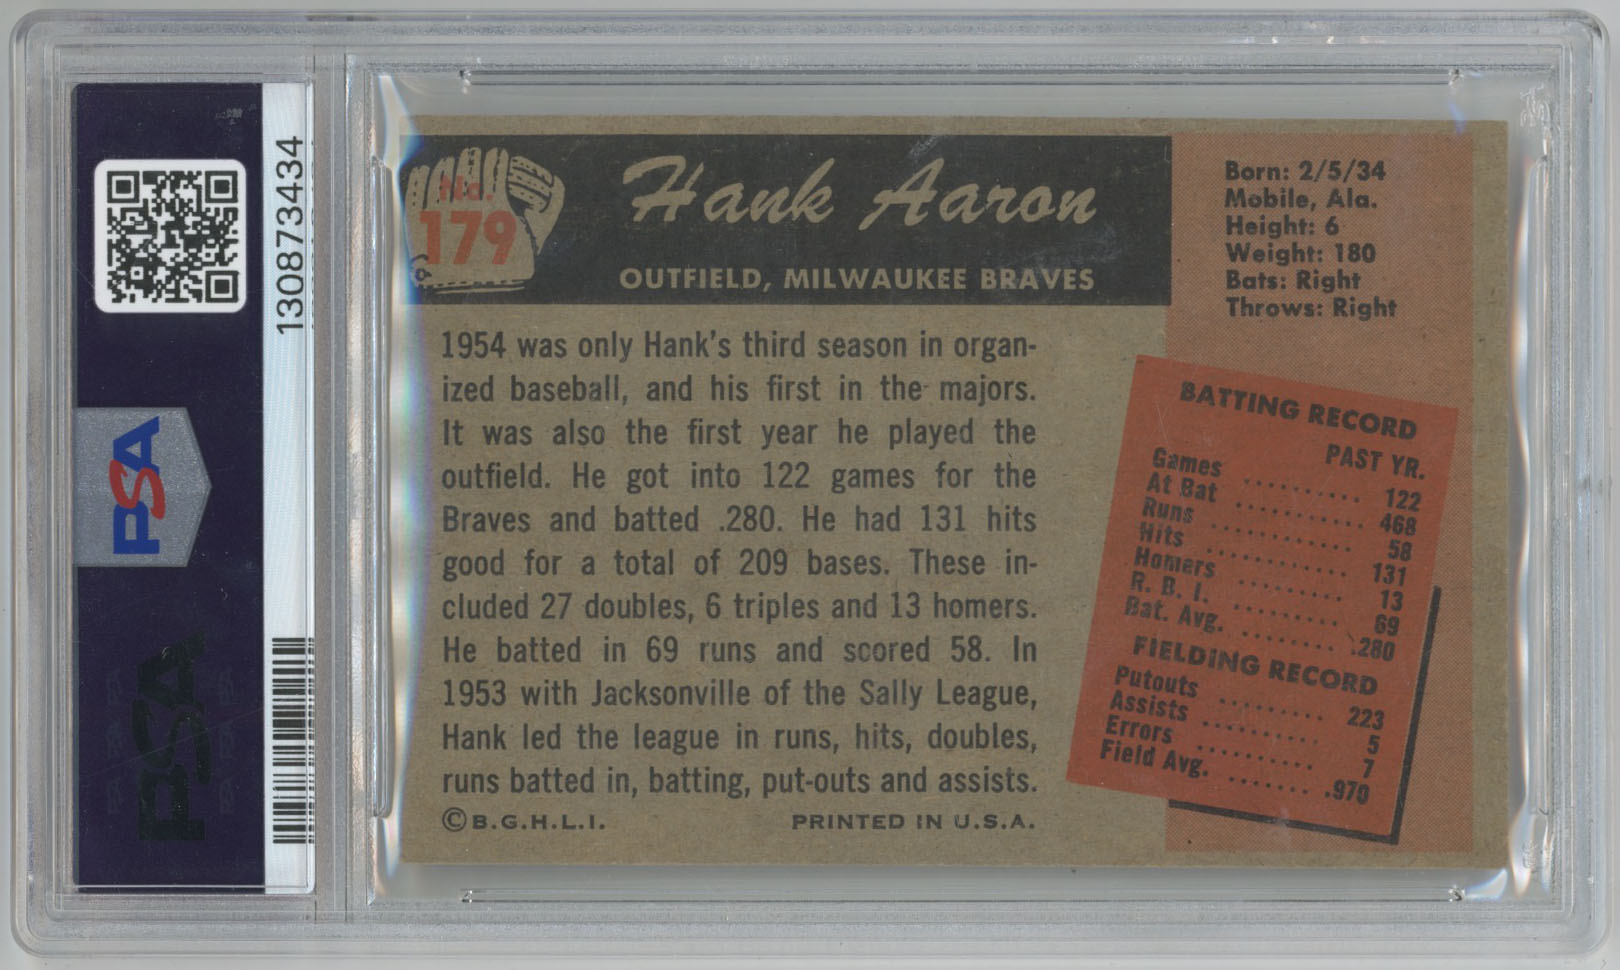 130873434
PSA
PSA
No.
179
Hank Aaron
OUTFIELD, MILWAUKEE BRAVES
Born: 2/5/34
Mobile, Ala.
Height: 6
Weight: 180
Bats: Right
Throws: Right
1954 was only Hank's third season in organ-
ized baseball, and his first in the majors.
It was also the first year he played the
outfield. He got into 122 games for the
Braves and batted .280. He had 131 hits
good for a total of 209 bases. These in-
cluded 27 doubles, 6 triples and 13 homers.
He batted in 69 runs and scored 58. In
1953 with Jacksonville of the Sally League,
Hank led the league in runs, hits, doubles,
runs batted in, batting, put-outs and assists.
©B.G.H.L.I. PRINTED IN U.S.A.
BATTING RECORD
PAST YR.
Games .......... 122
At Bat .......... 468
Runs .......... 58
Hits .......... 131
Homers .......... 13
R. B. I. .......... 69
Bat. Avg. .......... .280
FIELDING RECORD
Putouts .......... 223
Assists .......... 5
Errors .......... 7
Field Avg. .......... .970